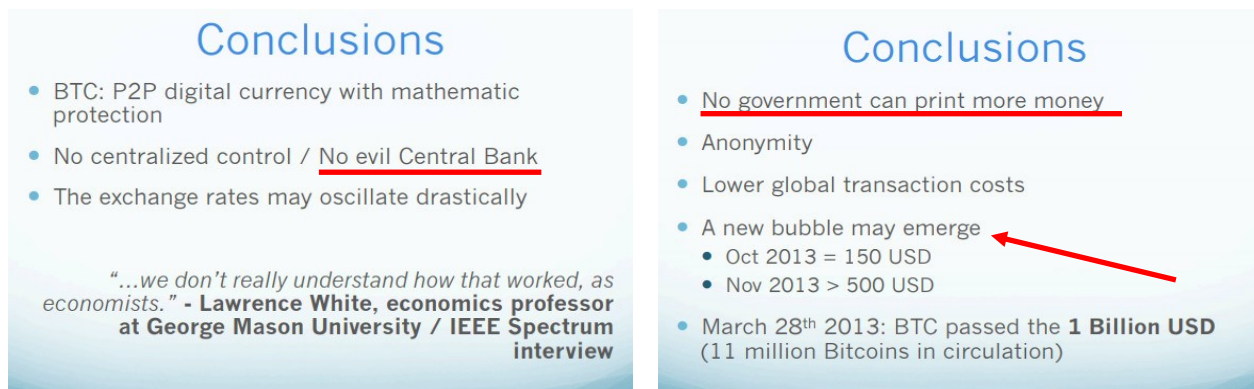 Conclusions
• BTC: P2P digital currency with mathematic
protection
• No centralized control / No evil Central Bank
• The exchange rates may oscillate drastically
“...we don’t really understand how that worked, as
economists.” - Lawrence White, economics professor
at George Mason University / IEEE Spectrum
interview
Conclusions
• No government can print more money
• Anonymity
• Lower global transaction costs
• A new bubble may emerge
• Oct 2013 = 150 USD
• Nov 2013 > 500 USD
• March 28th 2013: BTC passed the 1 Billion USD
(11 million Bitcoins in circulation)